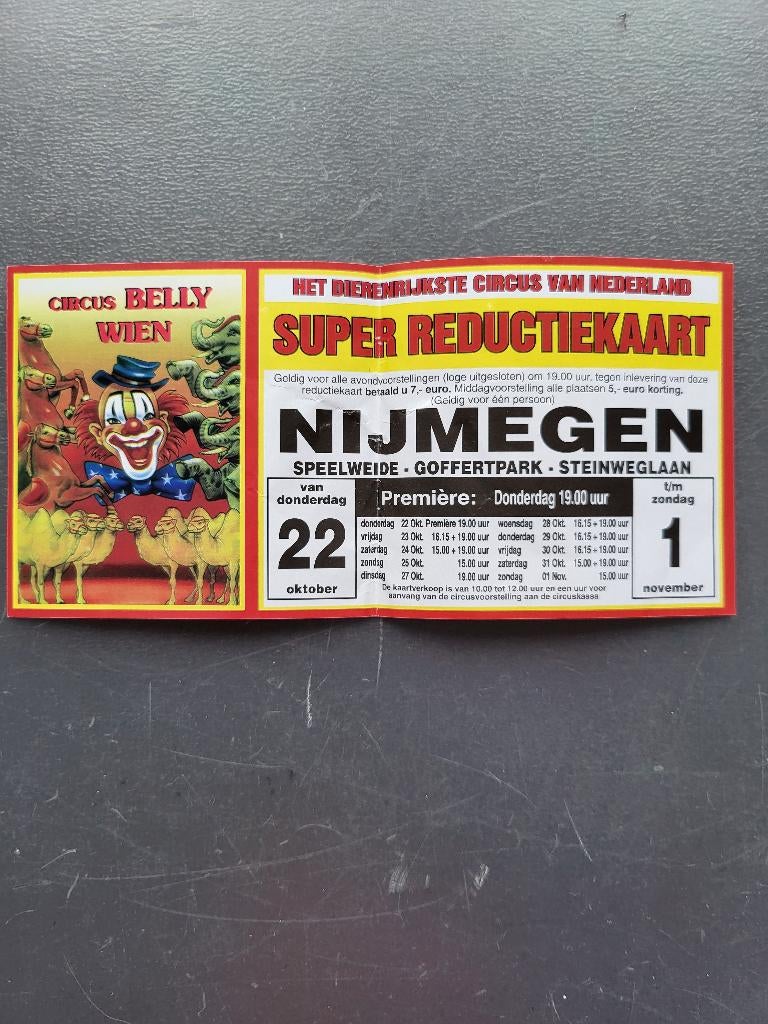 CIRCUS BELLY
WIEN
HET DIERENRIJKSTE CIRCUS VAN NEDERLAND
SUPER REDUCTIEKAART
Geldig voor alle avondvoorstellingen (loge uitgesloten) om 19.00 uur, tegen inlevering van deze
reductiekaart betaald u 7,- euro. Middagvoorstelling alle plaatsen 5,- euro korting.
(Geldig voor één persoon)
NIJMEGEN
SPEELWEIDE - GOFFERTPARK - STEINWEGLAAN
van
donderdag
22
oktober
Première: Donderdag 19.00 uur
donderdag 22 Okt. Première 19.00 uur
vrijdag 23 Okt. 16.15 + 19.00 uur
zaterdag 24 Okt. 15.00 + 19.00 uur
zondag 25 Okt. 15.00 uur
dinsdag 27 Okt. 19.00 uur
woensdag 28 Okt. 16.15 + 19.00 uur
donderdag 29 Okt. 16.15 + 19.00 uur
vrijdag 30 Okt. 16.15 + 19.00 uur
zaterdag 31 Okt. 15.00 + 19.00 uur
zondag 01 Nov. 15.00 uur
De kaartverkoop is van 10.00 tot 12.00 uur en een uur voor
aanvang van de circusvoorstelling aan de circuskassa
t/m
zondag
1
november